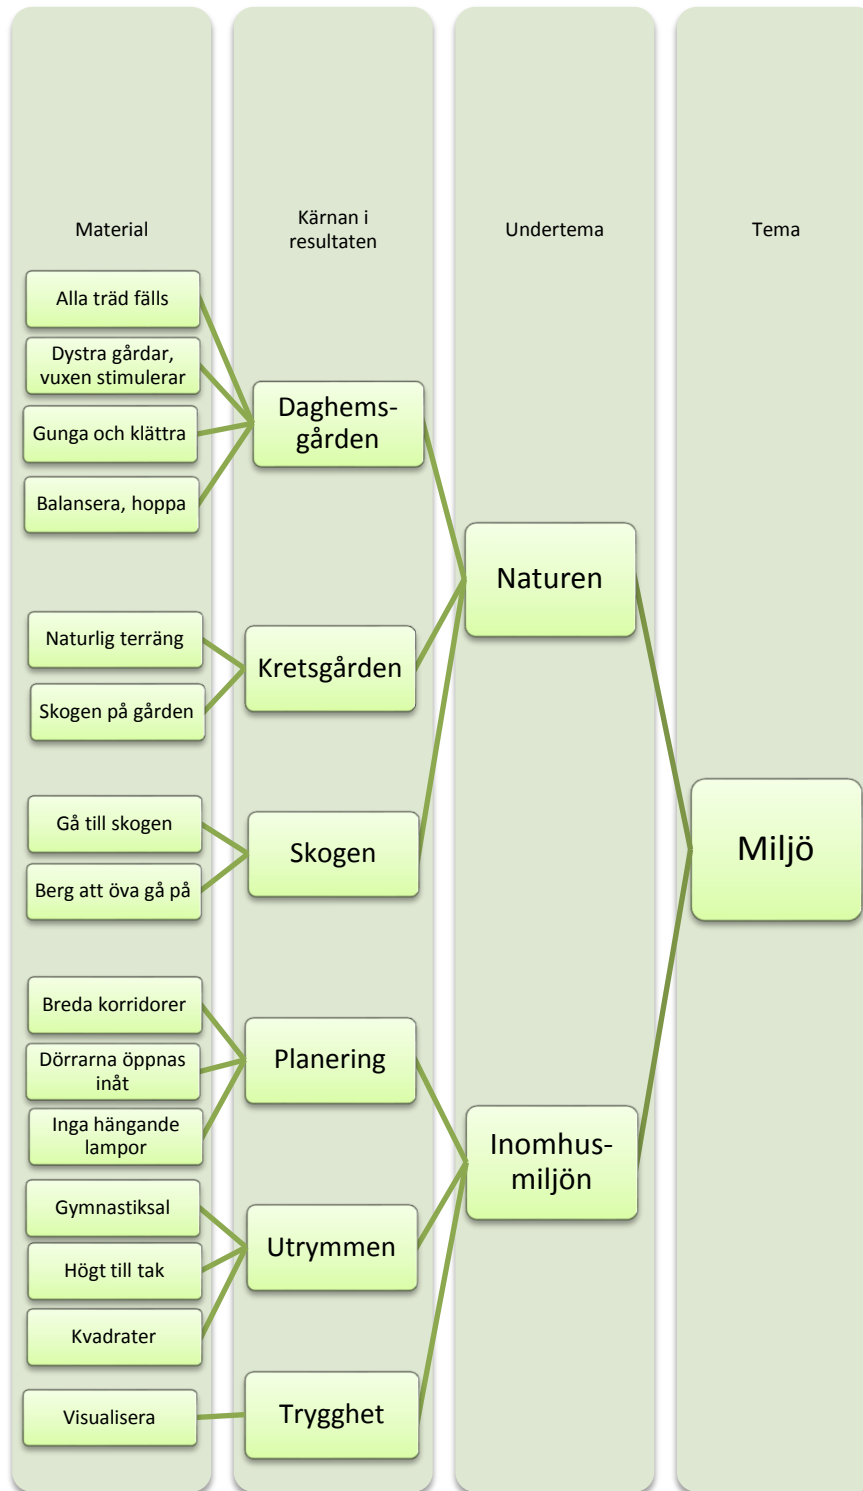 Material
Kärnan i
resultaten
Undertema
Tema
Alla träd fälls
Dystra gårdar,
vuxen stimulerar
Gunga och klättra
Balansera, hoppa
Daghems-
gården
Naturlig terräng
Skogen på gården
Kretsgården
Gå till skogen
Berg att öva gå på
Skogen
Naturen
Breda korridorer
Dörrarna öppnas
inåt
Inga hängande
lampor
Planering
Gymnastiksal
Högt till tak
Kvadrater
Utrymmen
Visualisera
Trygghet
Inomhus-
miljön
Miljö